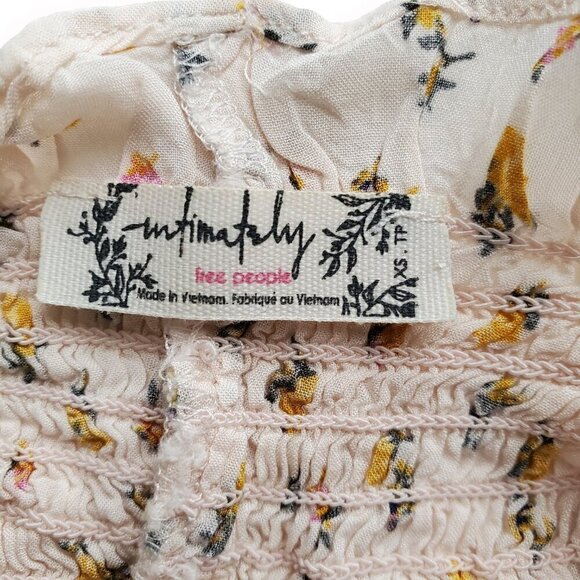 intimately
free people
Made in Vietnam. Fabriqué au Vietnam
XS TP